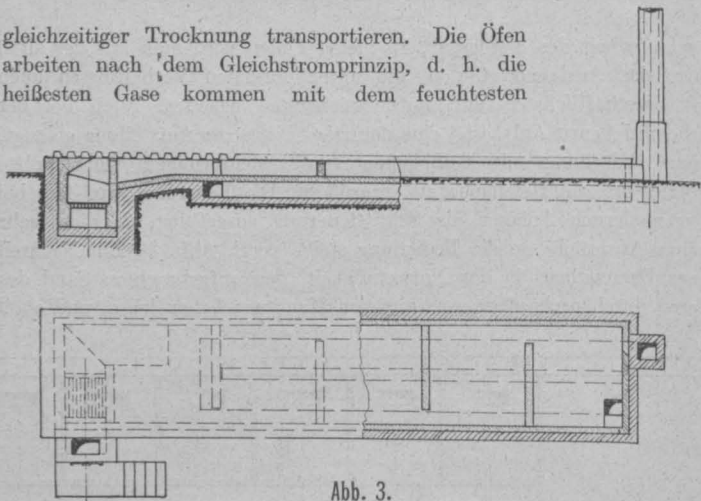 gleichzeitiger Trocknung transportieren. Die Öfen
arbeiten nach dem Gleichstromprinzip, d. h. die
heißesten Gase kommen mit dem feuchtesten
Abb. 3.